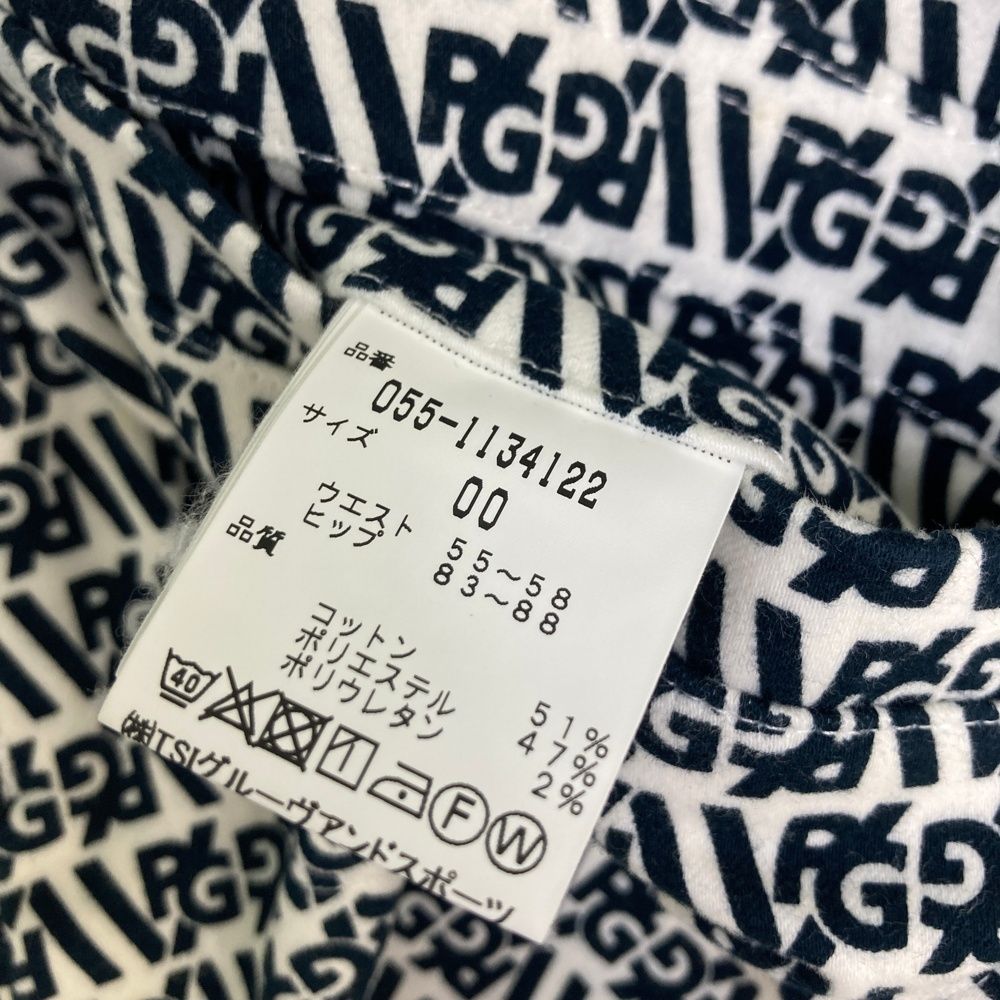 品番
055-1134122
サイズ
00
ウエスト 55～58
ヒップ 83～88
品質
コットン 51%
ポリエステル 47%
ポリウレタン 2%
40
F W
(株)TSIグルーヴアンドスポーツ